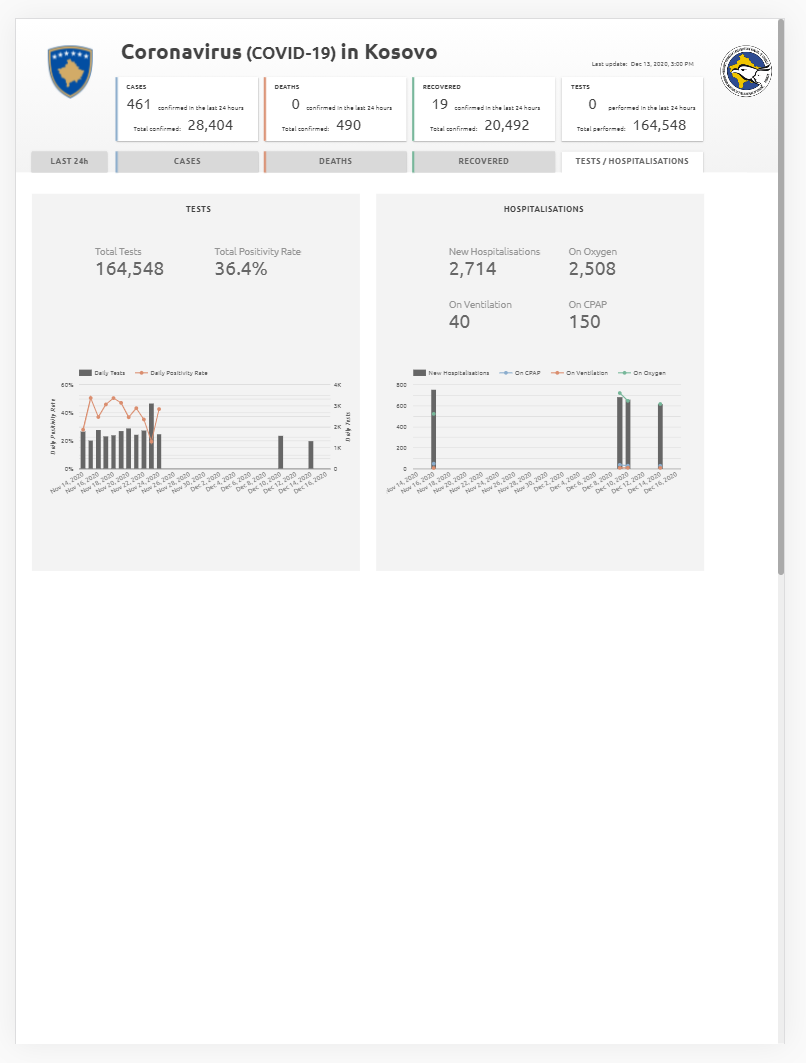 Coronavirus (COVID-19) in Kosovo
Last update: Dec 13, 2020, 3:00 PM
CASES
461 confirmed in the last 24 hours
Total confirmed: 28,404
DEATHS
0 confirmed in the last 24 hours
Total confirmed: 490
RECOVERED
19 confirmed in the last 24 hours
Total confirmed: 20,492
TESTS
0 performed in the last 24 hours
Total performed: 164,548
LAST 24h
CASES
DEATHS
RECOVERED
TESTS / HOSPITALISATIONS
TESTS
Total Tests
164,548
Total Positivity Rate
36.4%
Daily Tests
Daily Positivity Rate
Daily Positivity Rate
60%
40%
20%
0%
4K
3K
2K
1K
0
Daily Tests
Nov 14, 2020
Nov 16, 2020
Nov 18, 2020
Nov 20, 2020
Nov 22, 2020
Nov 24, 2020
Nov 26, 2020
Nov 28, 2020
Nov 30, 2020
Dec 2, 2020
Dec 4, 2020
Dec 6, 2020
Dec 8, 2020
Dec 10, 2020
Dec 12, 2020
Dec 14, 2020
Dec 16, 2020
HOSPITALISATIONS
New Hospitalisations
2,714
On Oxygen
2,508
On Ventilation
40
On CPAP
150
New Hospitalisations
On CPAP
On Ventilation
On Oxygen
800
600
400
200
0
Nov 14, 2020
Nov 16, 2020
Nov 18, 2020
Nov 20, 2020
Nov 22, 2020
Nov 24, 2020
Nov 26, 2020
Nov 28, 2020
Nov 30, 2020
Dec 2, 2020
Dec 4, 2020
Dec 6, 2020
Dec 8, 2020
Dec 10, 2020
Dec 12, 2020
Dec 14, 2020
Dec 16, 2020